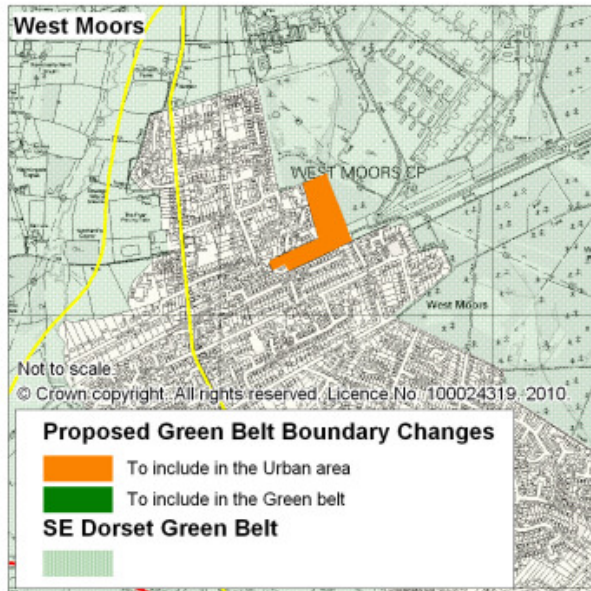 West Moors
WEST MOORS CP
West Moors
Not to scale.
© Crown copyright. All rights reserved. Licence No. 100024319. 2010.
Proposed Green Belt Boundary Changes
To include in the Urban area
To include in the Green belt
SE Dorset Green Belt